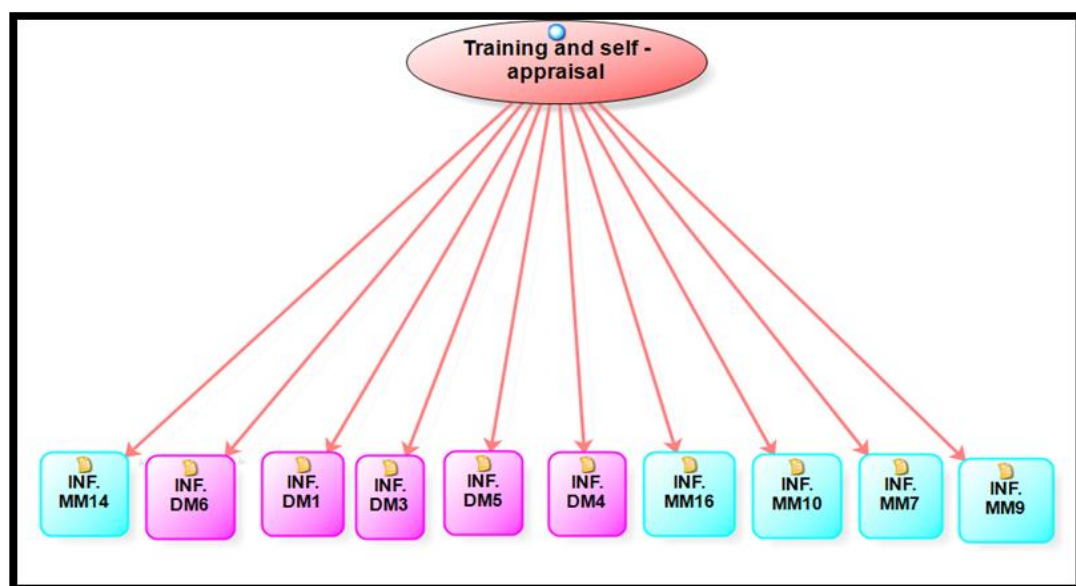 Training and self -
appraisal
INF.
MM14
INF.
DM6
INF.
DM1
INF.
DM3
INF.
DM5
INF.
DM4
INF.
MM16
INF.
MM10
INF.
MM7
INF.
MM9